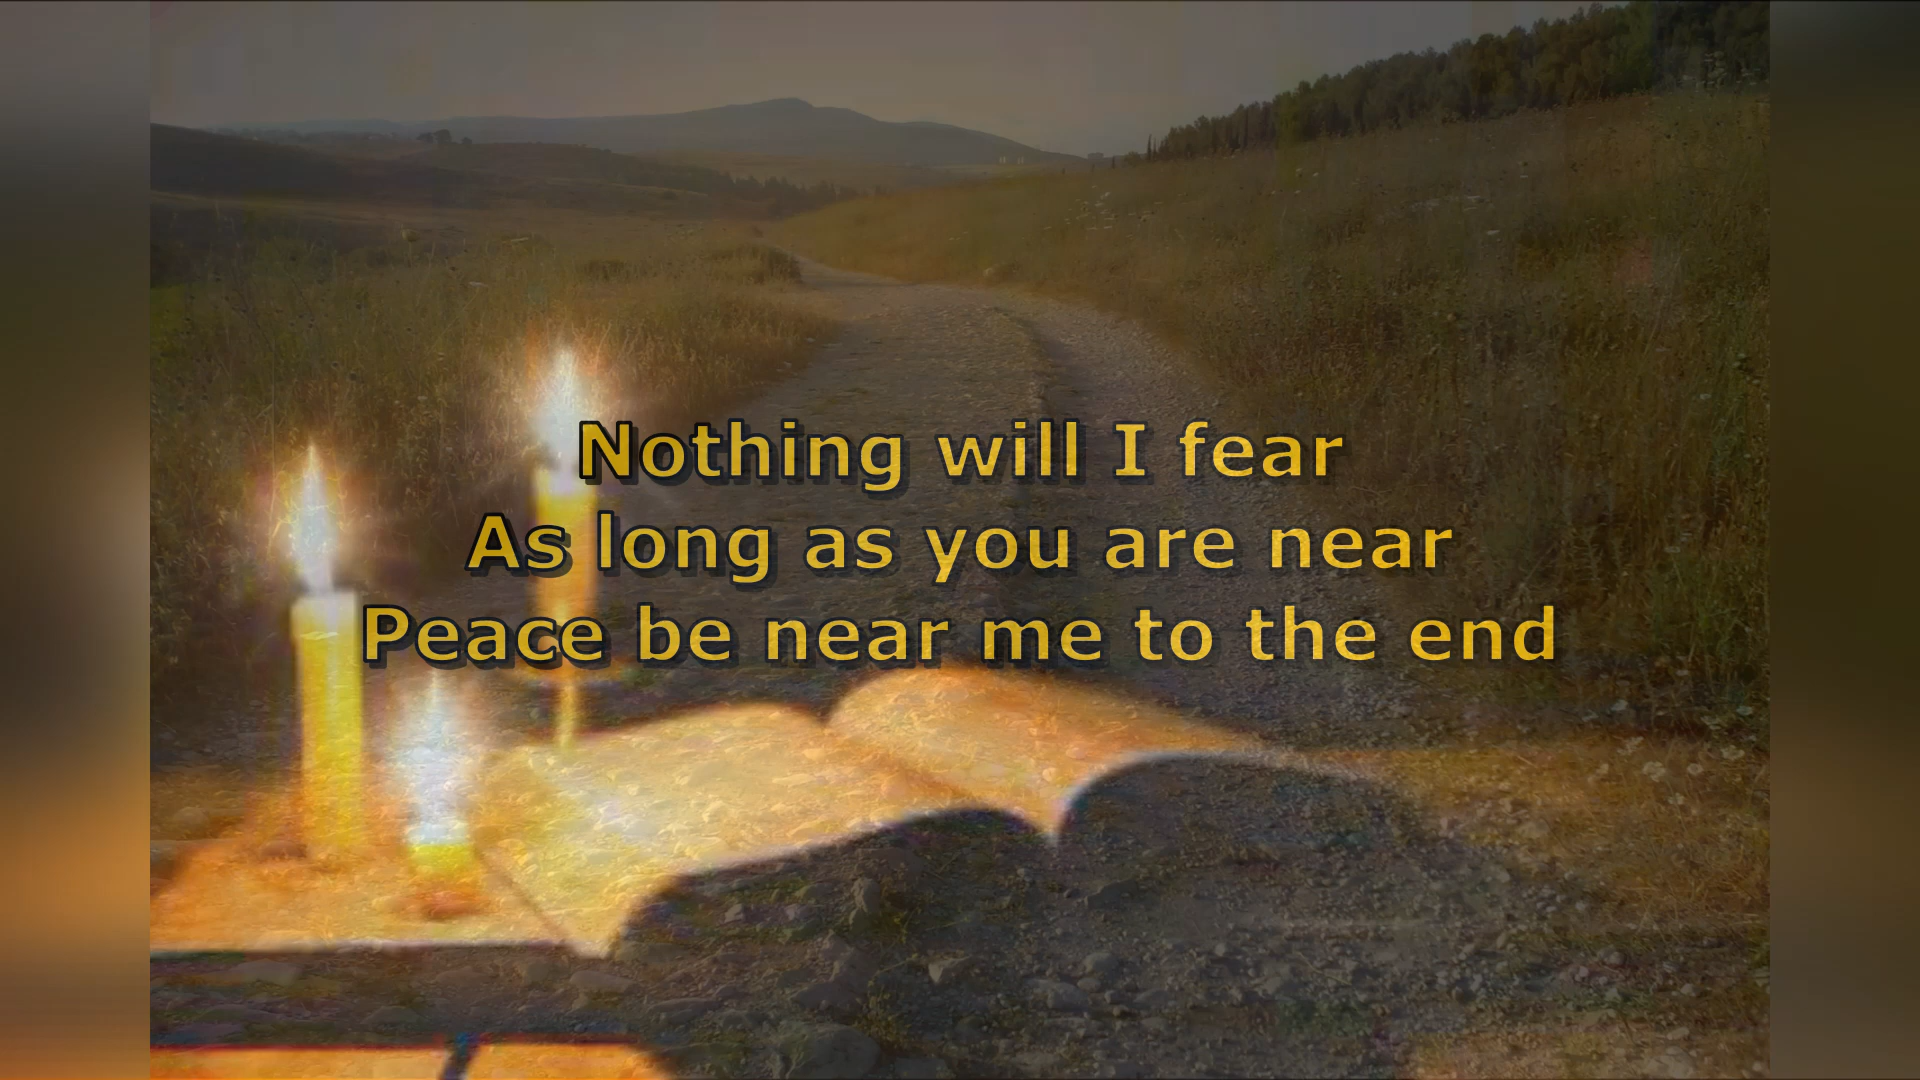 Nothing will I fear
As long as you are near
Peace be near me to the end